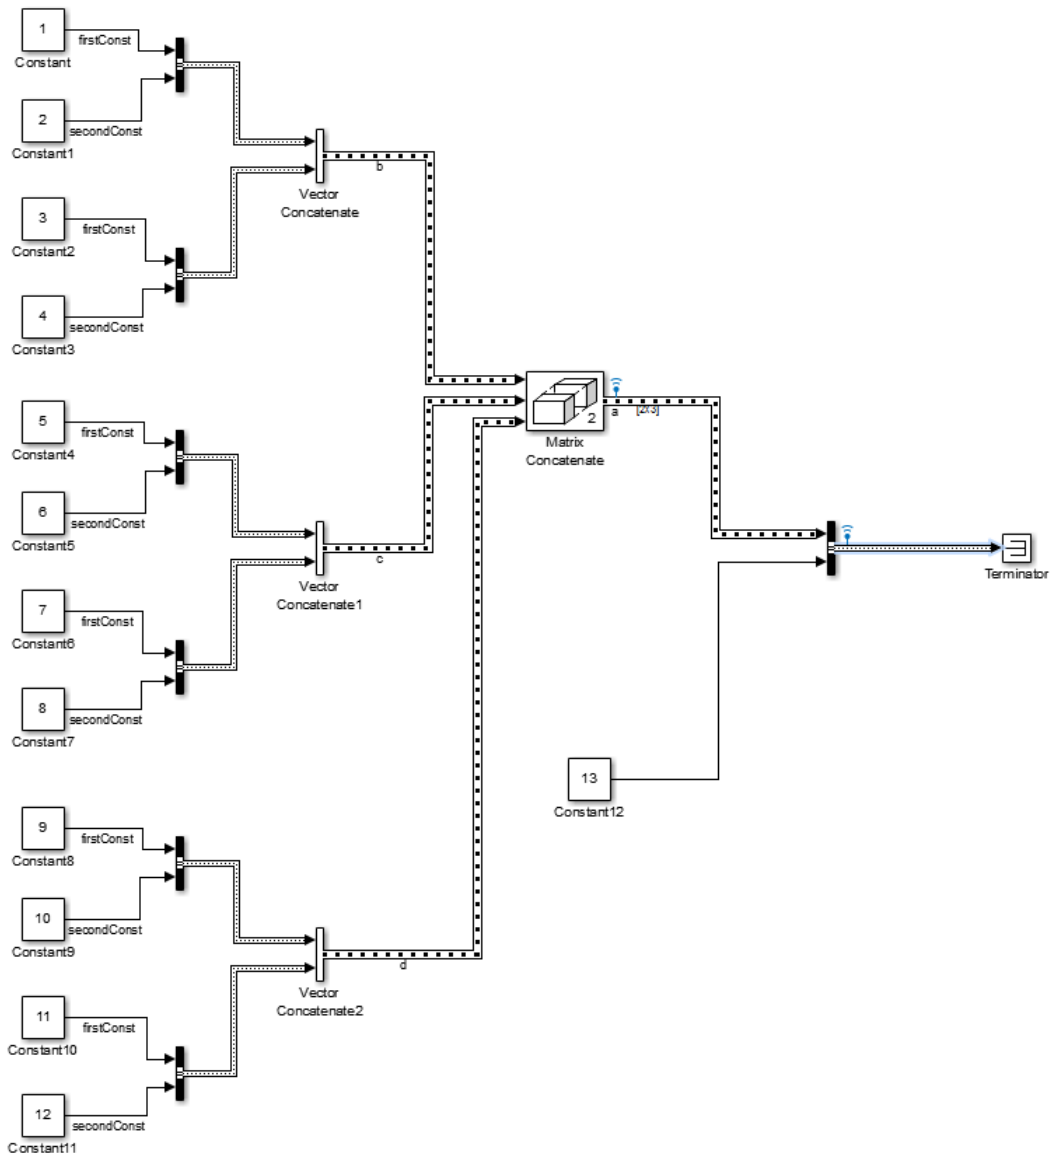 1
firstConst
Constant
2
secondConst
Constant1
Vector
Concatenate
b
3
firstConst
Constant2
4
secondConst
Constant3
5
firstConst
Constant4
6
secondConst
Constant5
Vector
Concatenate1
c
7
firstConst
Constant6
8
secondConst
Constant7
9
firstConst
Constant8
10
secondConst
Constant9
Vector
Concatenate2
d
11
firstConst
Constant10
12
secondConst
Constant11
2
Matrix
Concatenate
a
[2x3]
13
Constant12
Terminator